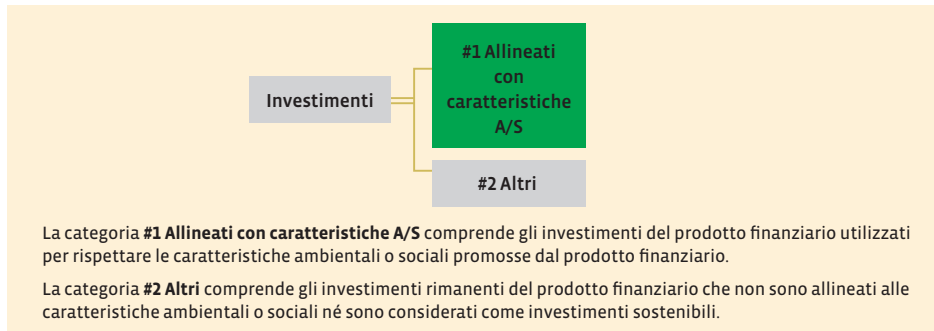 #1 Allineati
con
caratteristiche
A/S
Investimenti
#2 Altri
La categoria #1 Allineati con caratteristiche A/S comprende gli investimenti del prodotto finanziario utilizzati
per rispettare le caratteristiche ambientali o sociali promosse dal prodotto finanziario.
La categoria #2 Altri comprende gli investimenti rimanenti del prodotto finanziario che non sono allineati alle
caratteristiche ambientali o sociali né sono considerati come investimenti sostenibili.